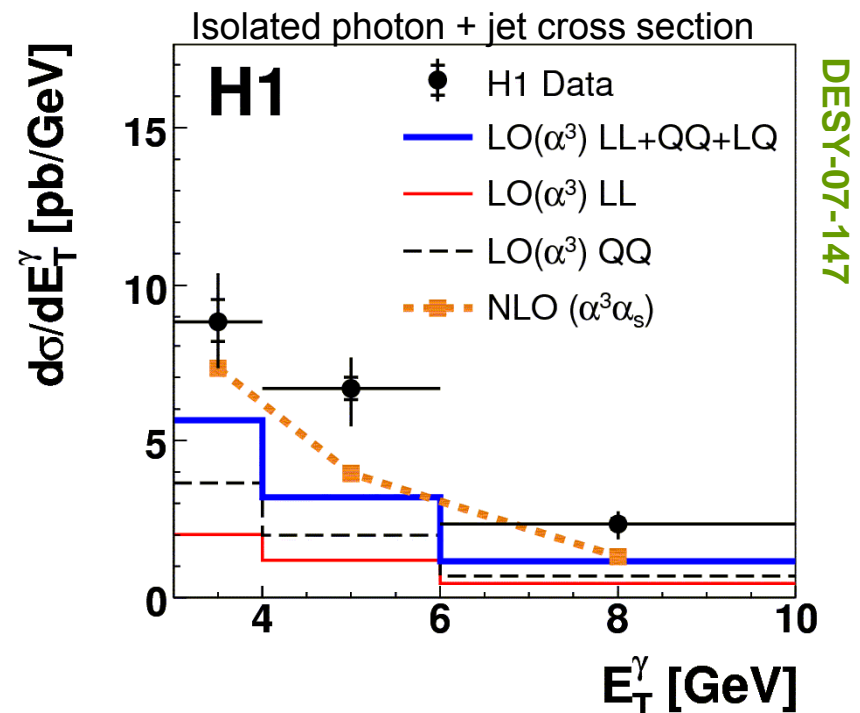 Isolated photon + jet cross section
H1
H1 Data
LO(α³) LL+QQ+LQ
LO(α³) LL
LO(α³) QQ
NLO (α³αₛ)
dσ/dE_T^γ [pb/GeV]
15
10
5
0
4
6
8
10
E_T^γ [GeV]
DESY-07-147